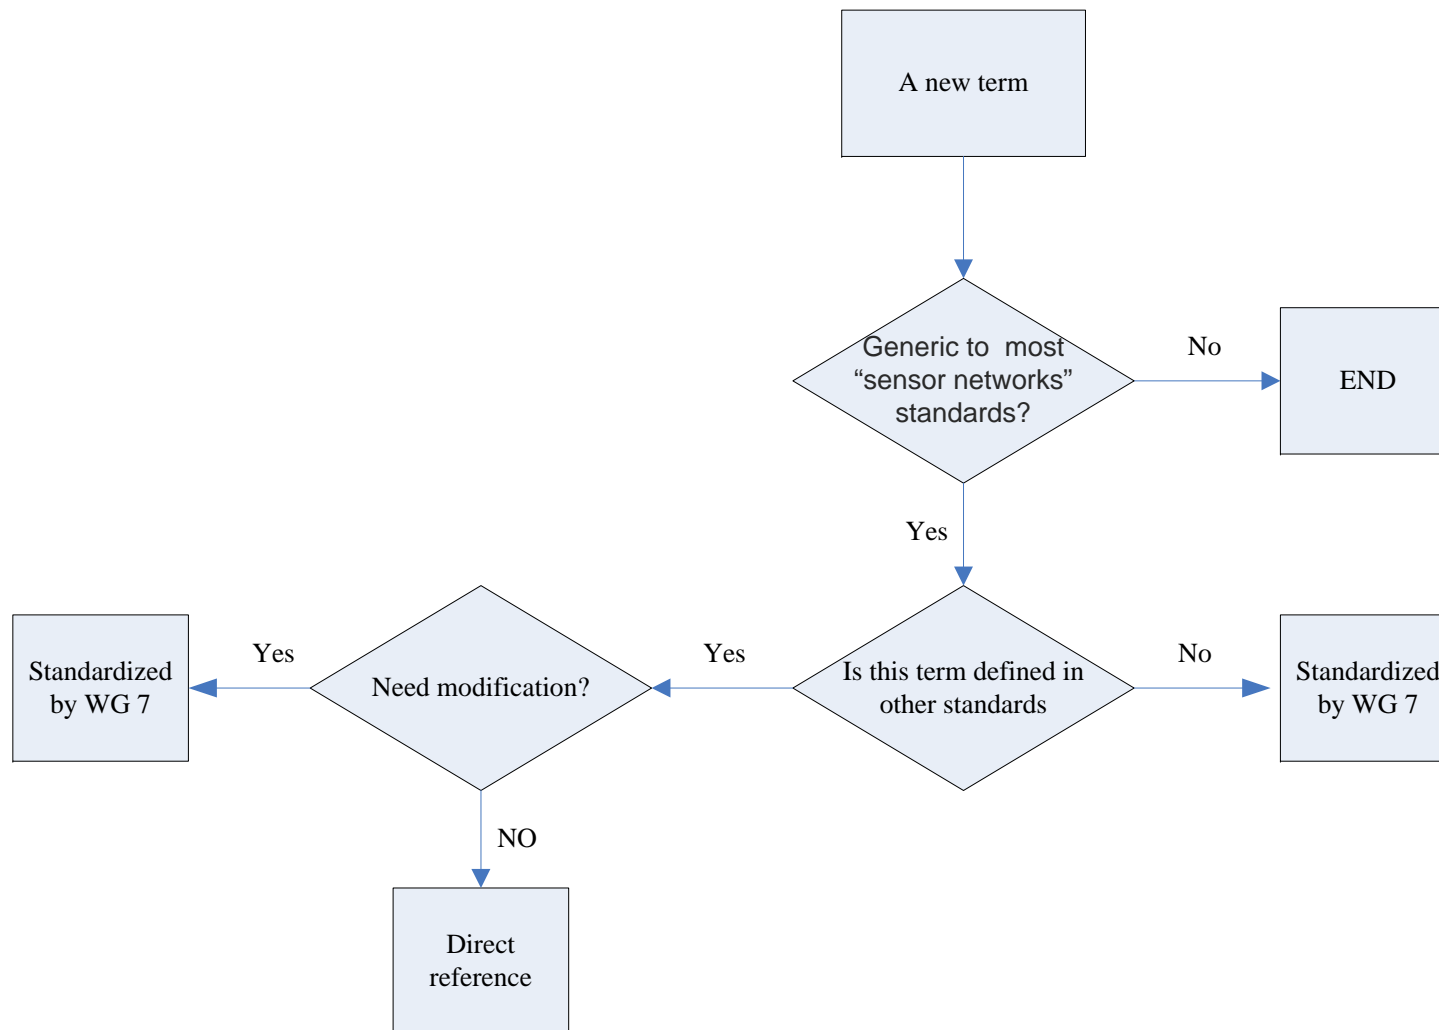 A new term
Generic to  most
“sensor networks”
standards?
No
END
Yes
Standardized
by WG 7
Yes
Need modification?
Yes
Is this term defined in
other standards
No
Standardized
by WG 7
NO
Direct
reference